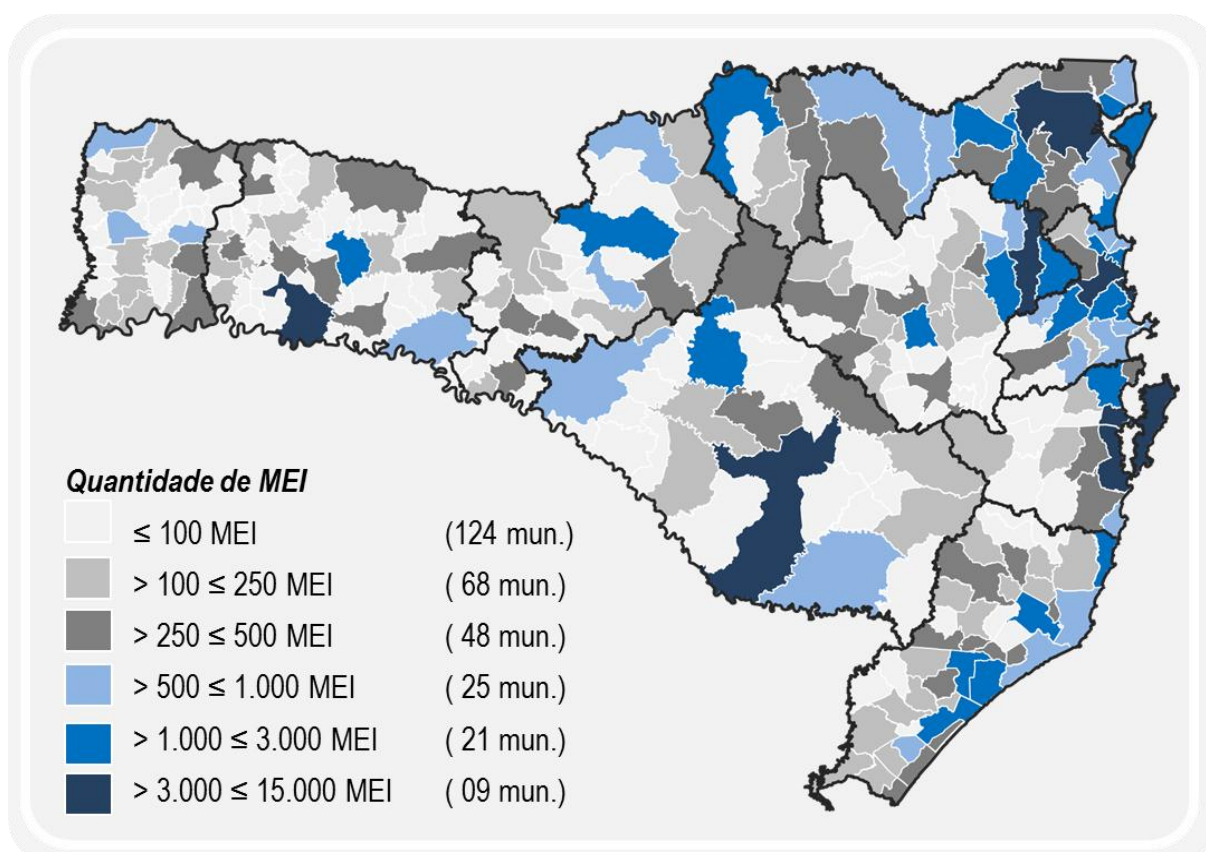 Quantidade de MEI
≤ 100 MEI (124 mun.)
> 100 ≤ 250 MEI ( 68 mun.)
> 250 ≤ 500 MEI ( 48 mun.)
> 500 ≤ 1.000 MEI ( 25 mun.)
> 1.000 ≤ 3.000 MEI ( 21 mun.)
> 3.000 ≤ 15.000 MEI ( 09 mun.)